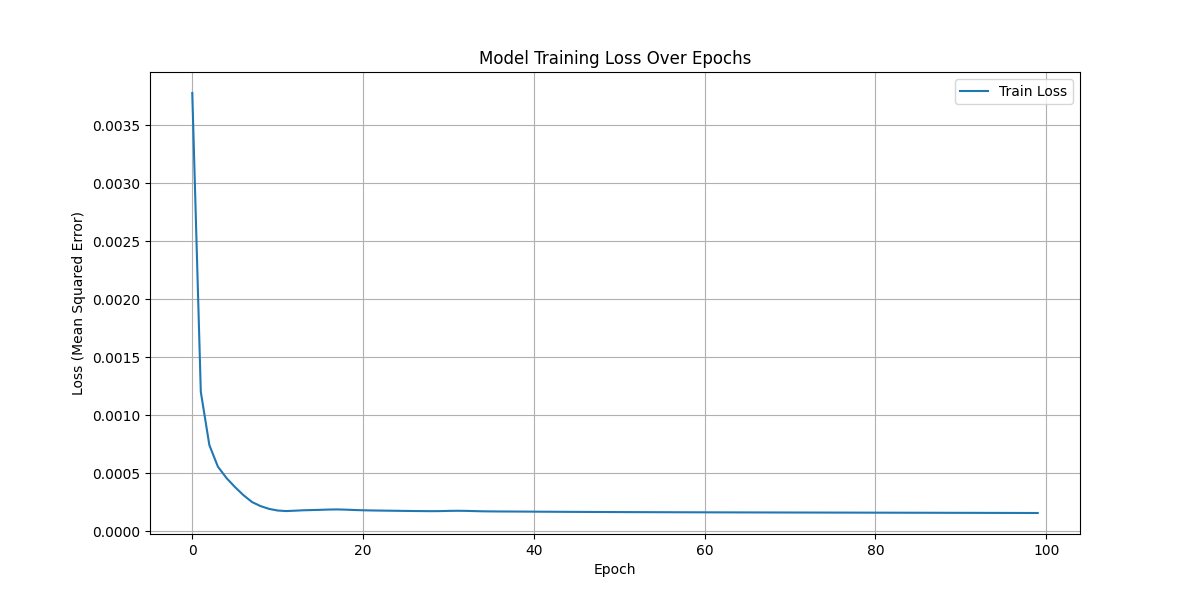 Model Training Loss Over Epochs
Train Loss
Loss (Mean Squared Error)
0.0035
0.0030
0.0025
0.0020
0.0015
0.0010
0.0005
0.0000
0 20 40 60 80 100
Epoch